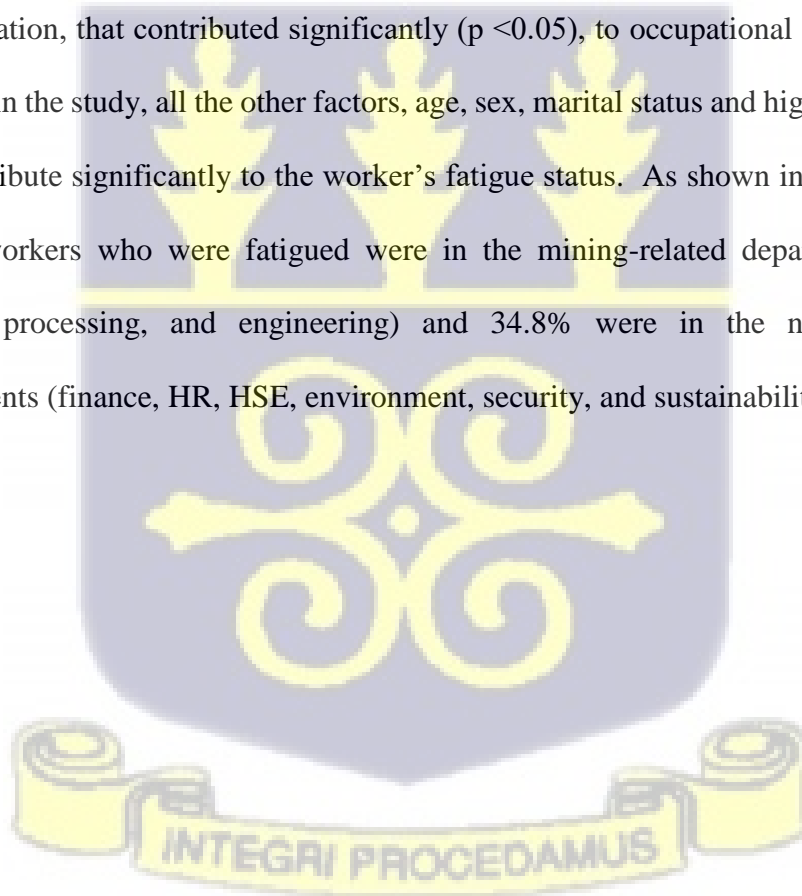 ation, that contributed significantly (p <0.05), to occupational
in the study, all the other factors, age, sex, marital status and hig
ibute significantly to the worker’s fatigue status. As shown in
orkers who were fatigued were in the mining-related depa
processing, and engineering) and 34.8% were in the n
nts (finance, HR, HSE, environment, security, and sustainabilit
INTEGRI PROCEDAMUS